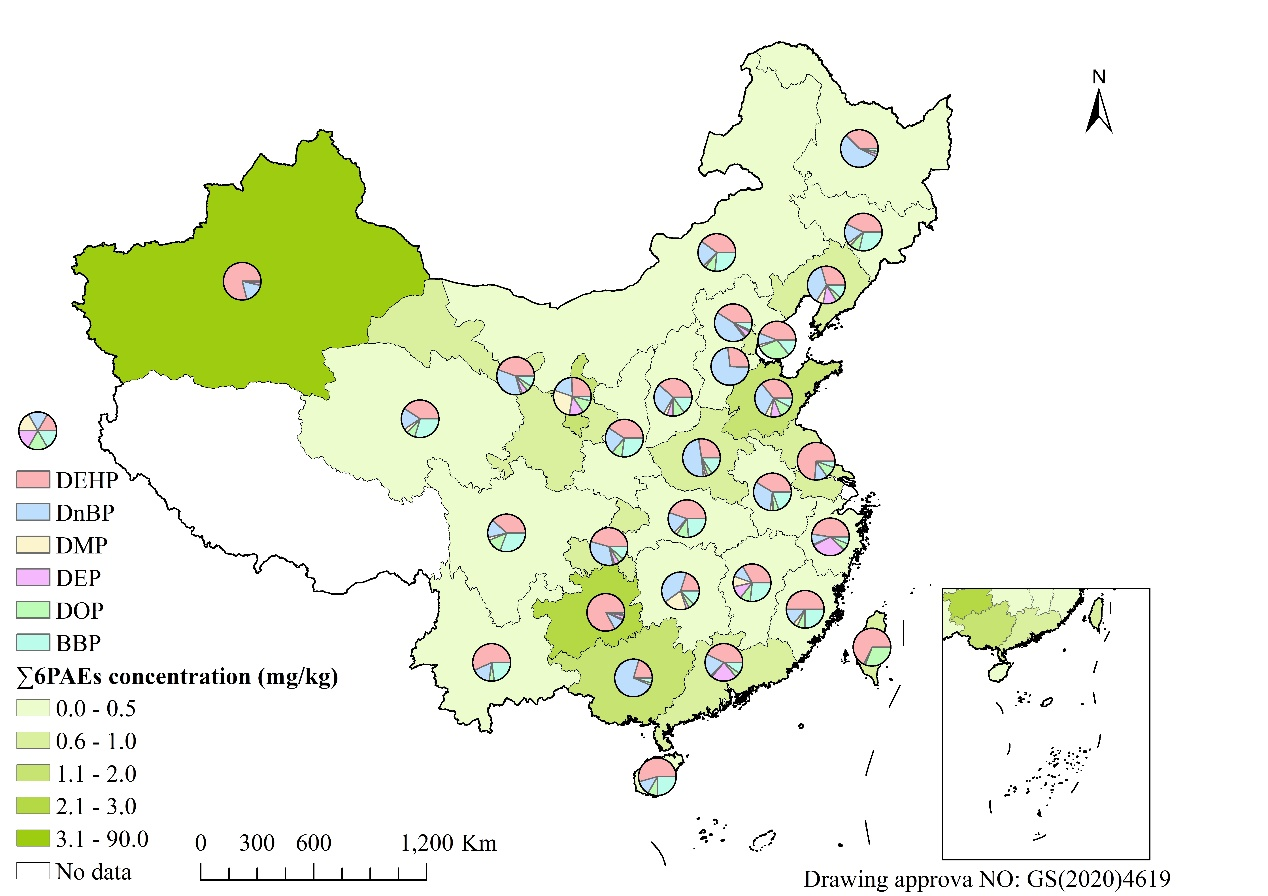 N
DEHP
DnBP
DMP
DEP
DOP
BBP
∑6PAEs concentration (mg/kg)
0.0 - 0.5
0.6 - 1.0
1.1 - 2.0
2.1 - 3.0
3.1 - 90.0
No data
0 300 600 1,200 Km
Drawing approva NO: GS(2020)4619